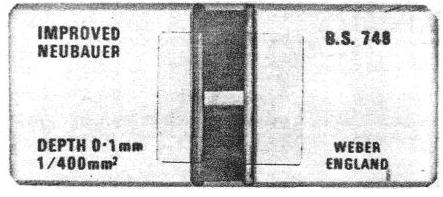 IMPROVED
NEUBAUER
B.S. 748
DEPTH 0·1mm
1/400mm²
WEBER
ENGLAND